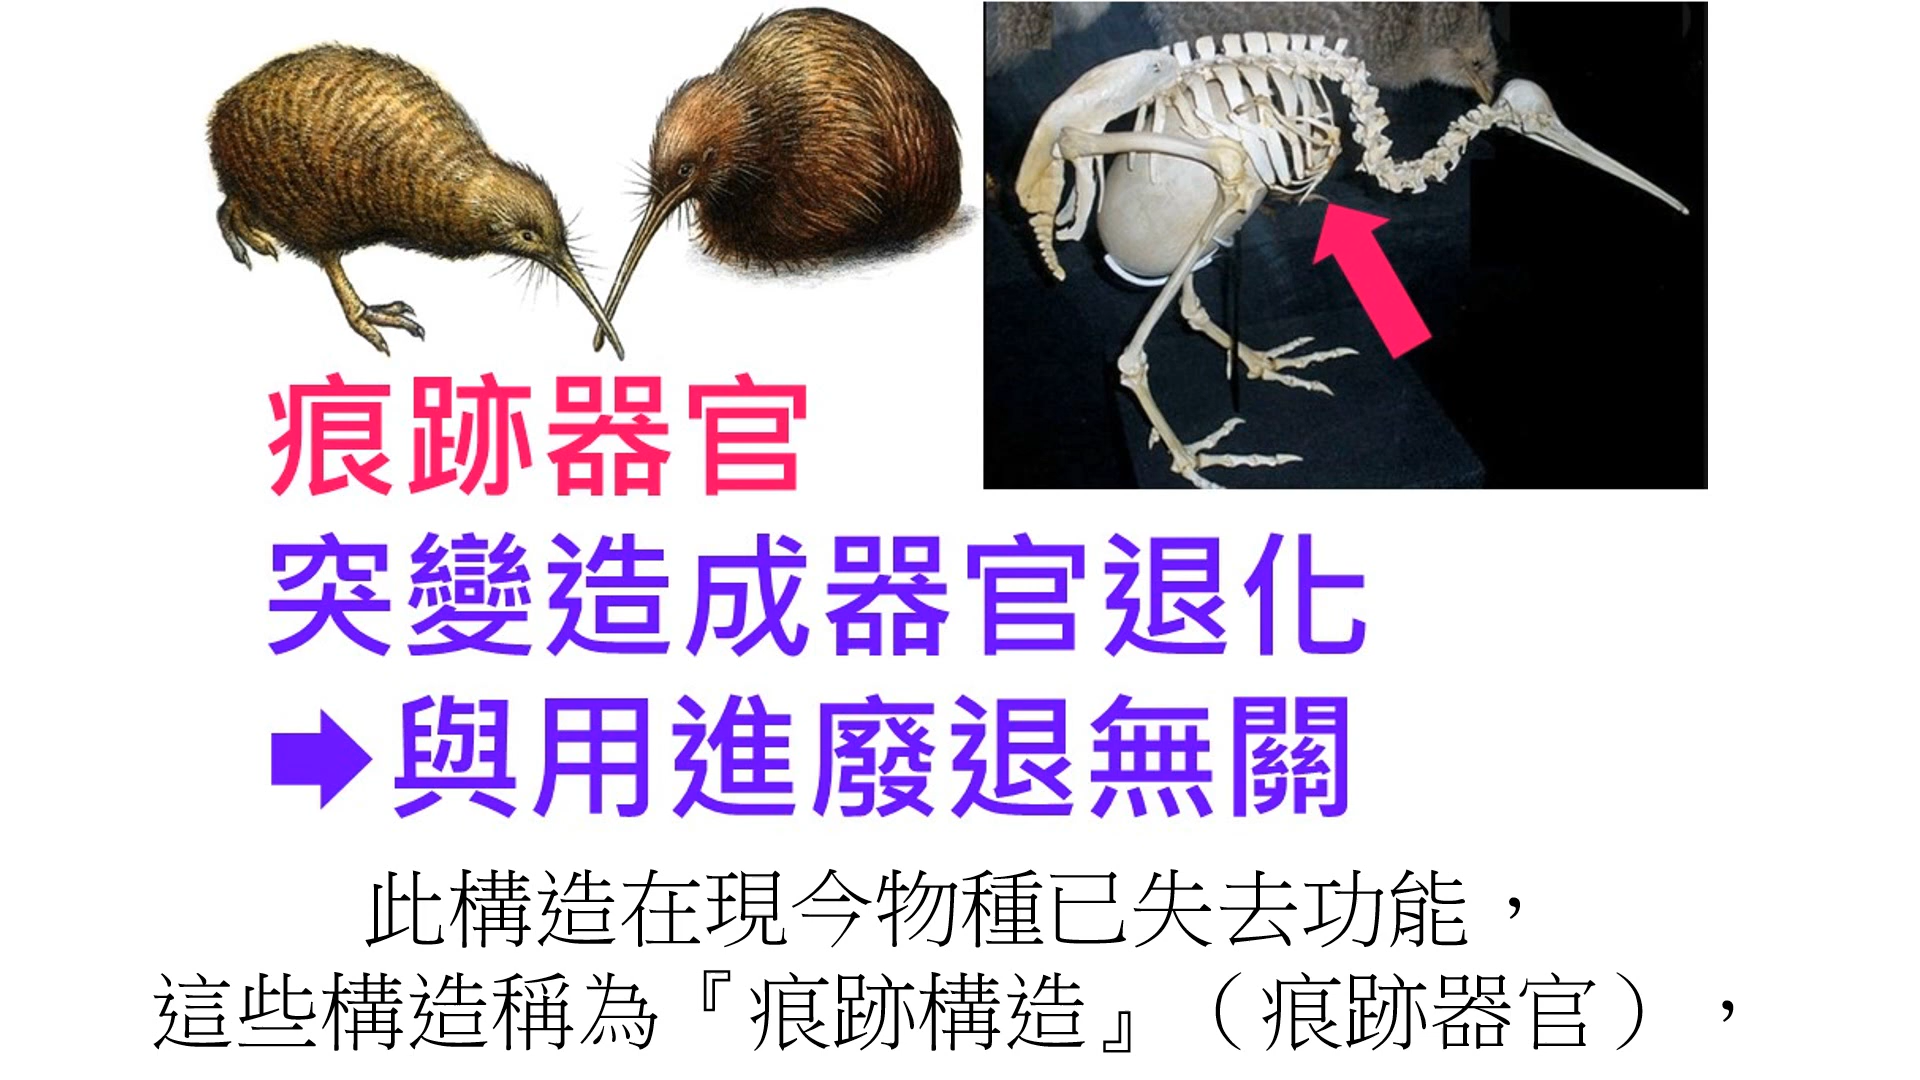 痕跡器官
突變造成器官退化
➡與用進廢退無關
此構造在現今物種已失去功能，
這些構造稱為『痕跡構造』（痕跡器官），